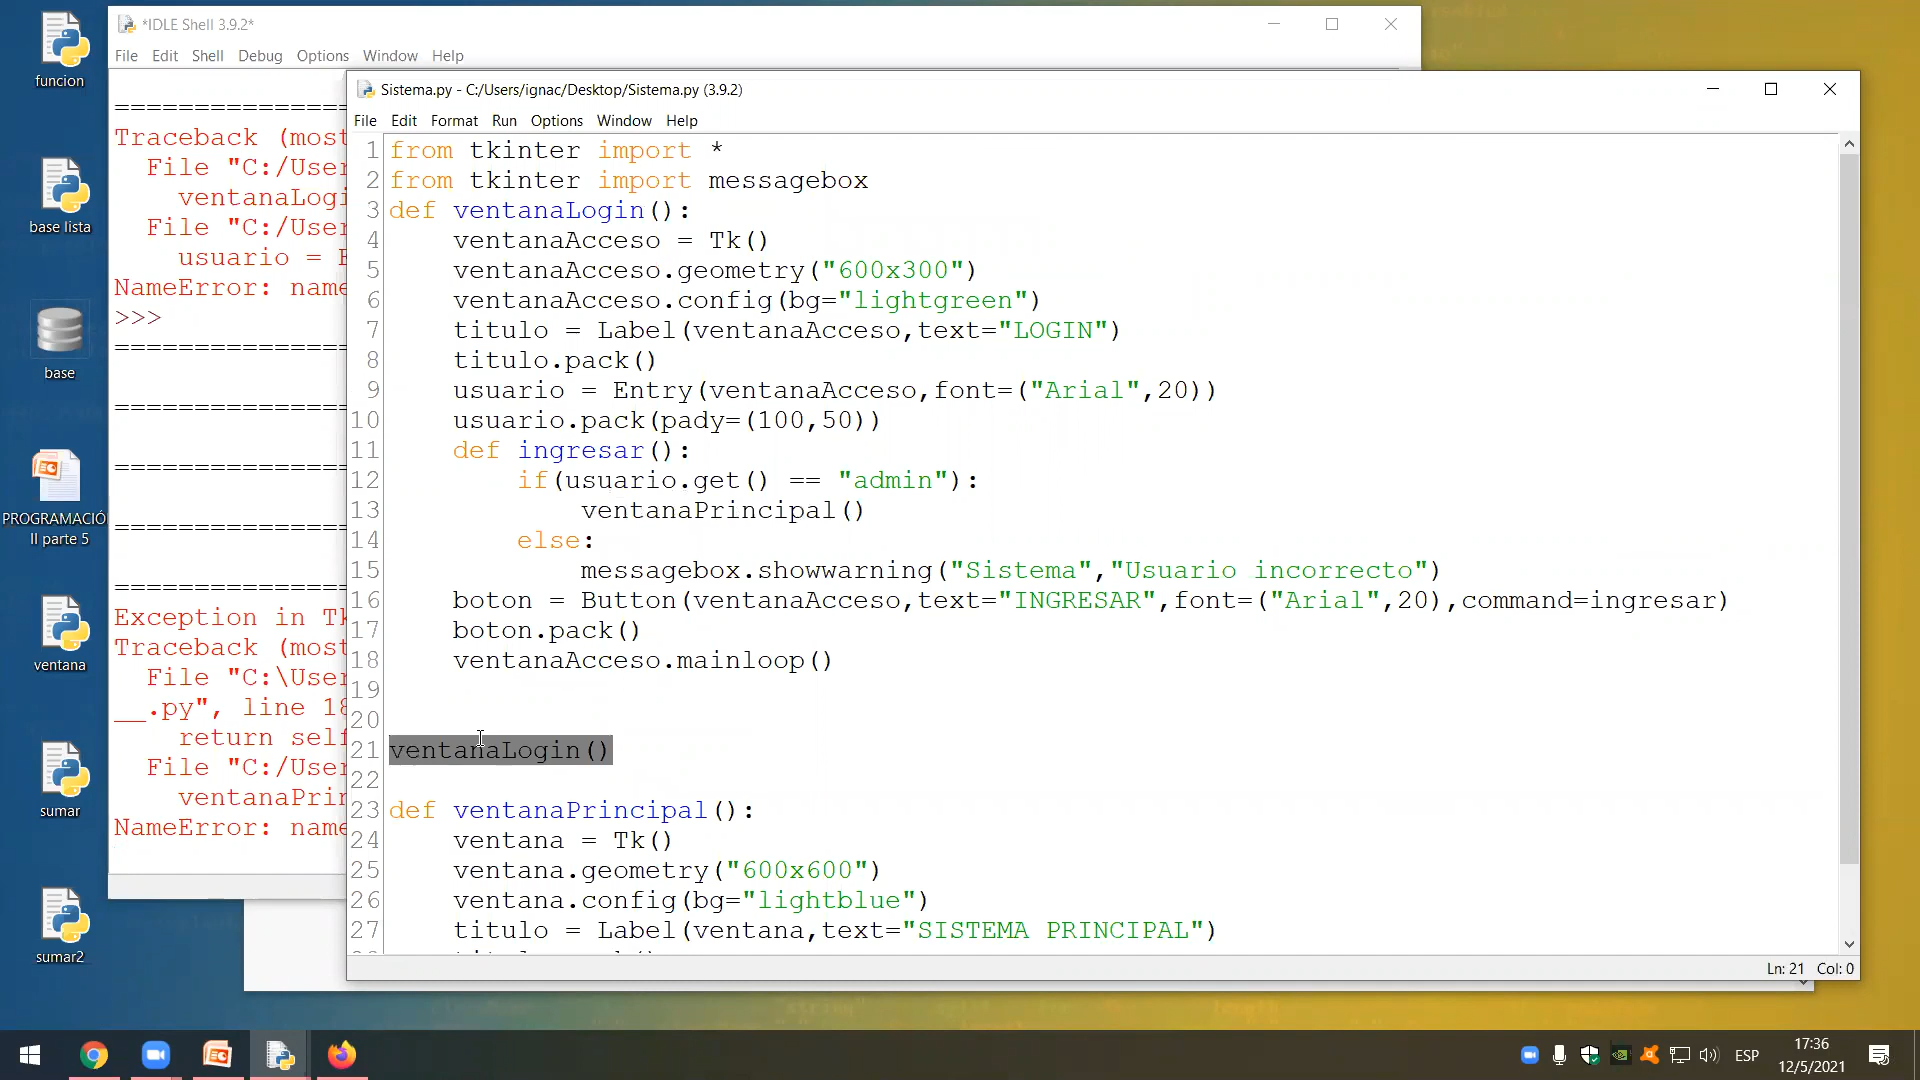 funcion
base lista
base
PROGRAMACIÓ
II parte 5
ventana
sumar
sumar2
*IDLE Shell 3.9.2*
File Edit Shell Debug Options Window Help
====================
Traceback (most
File "C:/User
ventanaLogi
File "C:/User
usuario = E
NameError: name
>>>
Exception in Tk
Traceback (most
File "C:\User
__.py", line 18
return self
File "C:/User
ventanaPrin
NameError: name
Sistema.py - C:/Users/ignac/Desktop/Sistema.py (3.9.2)
File Edit Format Run Options Window Help
1 from tkinter import *
2 from tkinter import messagebox
3 def ventanaLogin():
4     ventanaAcceso = Tk()
5     ventanaAcceso.geometry("600x300")
6     ventanaAcceso.config(bg="lightgreen")
7     titulo = Label(ventanaAcceso,text="LOGIN")
8     titulo.pack()
9     usuario = Entry(ventanaAcceso,font=("Arial",20))
10     usuario.pack(pady=(100,50))
11     def ingresar():
12         if(usuario.get() == "admin"):
13             ventanaPrincipal()
14         else:
15             messagebox.showwarning("Sistema","Usuario incorrecto")
16     boton = Button(ventanaAcceso,text="INGRESAR",font=("Arial",20),command=ingresar)
17     boton.pack()
18     ventanaAcceso.mainloop()
19
20
21 ventanaLogin()
22
23 def ventanaPrincipal():
24     ventana = Tk()
25     ventana.geometry("600x600")
26     ventana.config(bg="lightblue")
27     titulo = Label(ventana,text="SISTEMA PRINCIPAL")
Ln: 21 Col: 0
ESP
17:36
12/5/2021